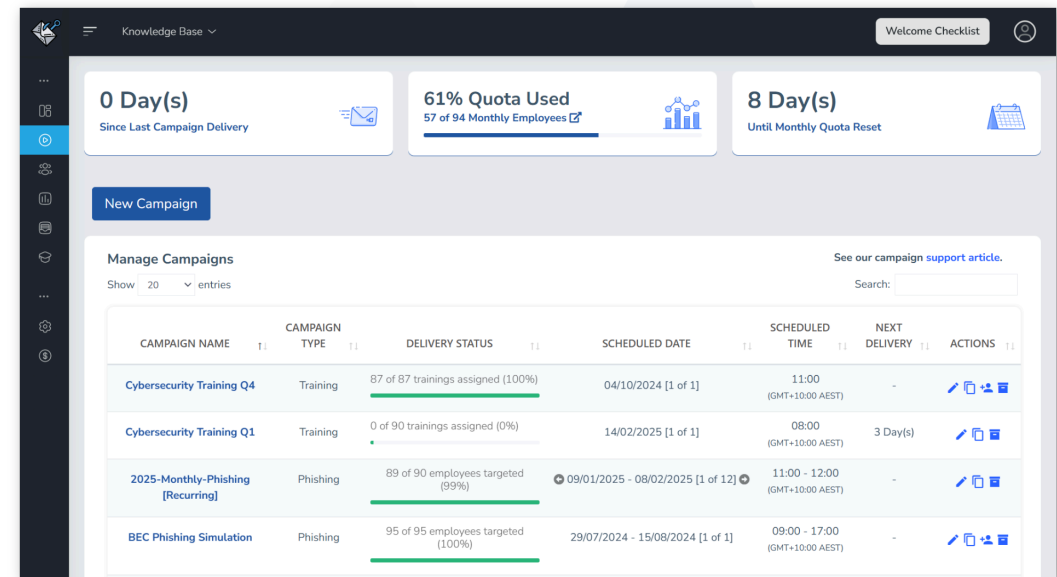 Knowledge Base
Welcome Checklist
0 Day(s)
Since Last Campaign Delivery
61% Quota Used
57 of 94 Monthly Employees
8 Day(s)
Until Monthly Quota Reset
New Campaign
Manage Campaigns
See our campaign support article.
Show 20 entries
Search:
CAMPAIGN NAME
CAMPAIGN TYPE
DELIVERY STATUS
SCHEDULED DATE
SCHEDULED TIME
NEXT DELIVERY
ACTIONS
Cybersecurity Training Q4
Training
87 of 87 trainings assigned (100%)
04/10/2024 [1 of 1]
11:00
(GMT+10:00 AEST)
-
Cybersecurity Training Q1
Training
0 of 90 trainings assigned (0%)
14/02/2025 [1 of 1]
08:00
(GMT+10:00 AEST)
3 Day(s)
2025-Monthly-Phishing
[Recurring]
Phishing
89 of 90 employees targeted
(99%)
09/01/2025 - 08/02/2025 [1 of 12]
11:00 - 12:00
(GMT+10:00 AEST)
-
BEC Phishing Simulation
Phishing
95 of 95 employees targeted
(100%)
29/07/2024 - 15/08/2024 [1 of 1]
09:00 - 17:00
(GMT+10:00 AEST)
-